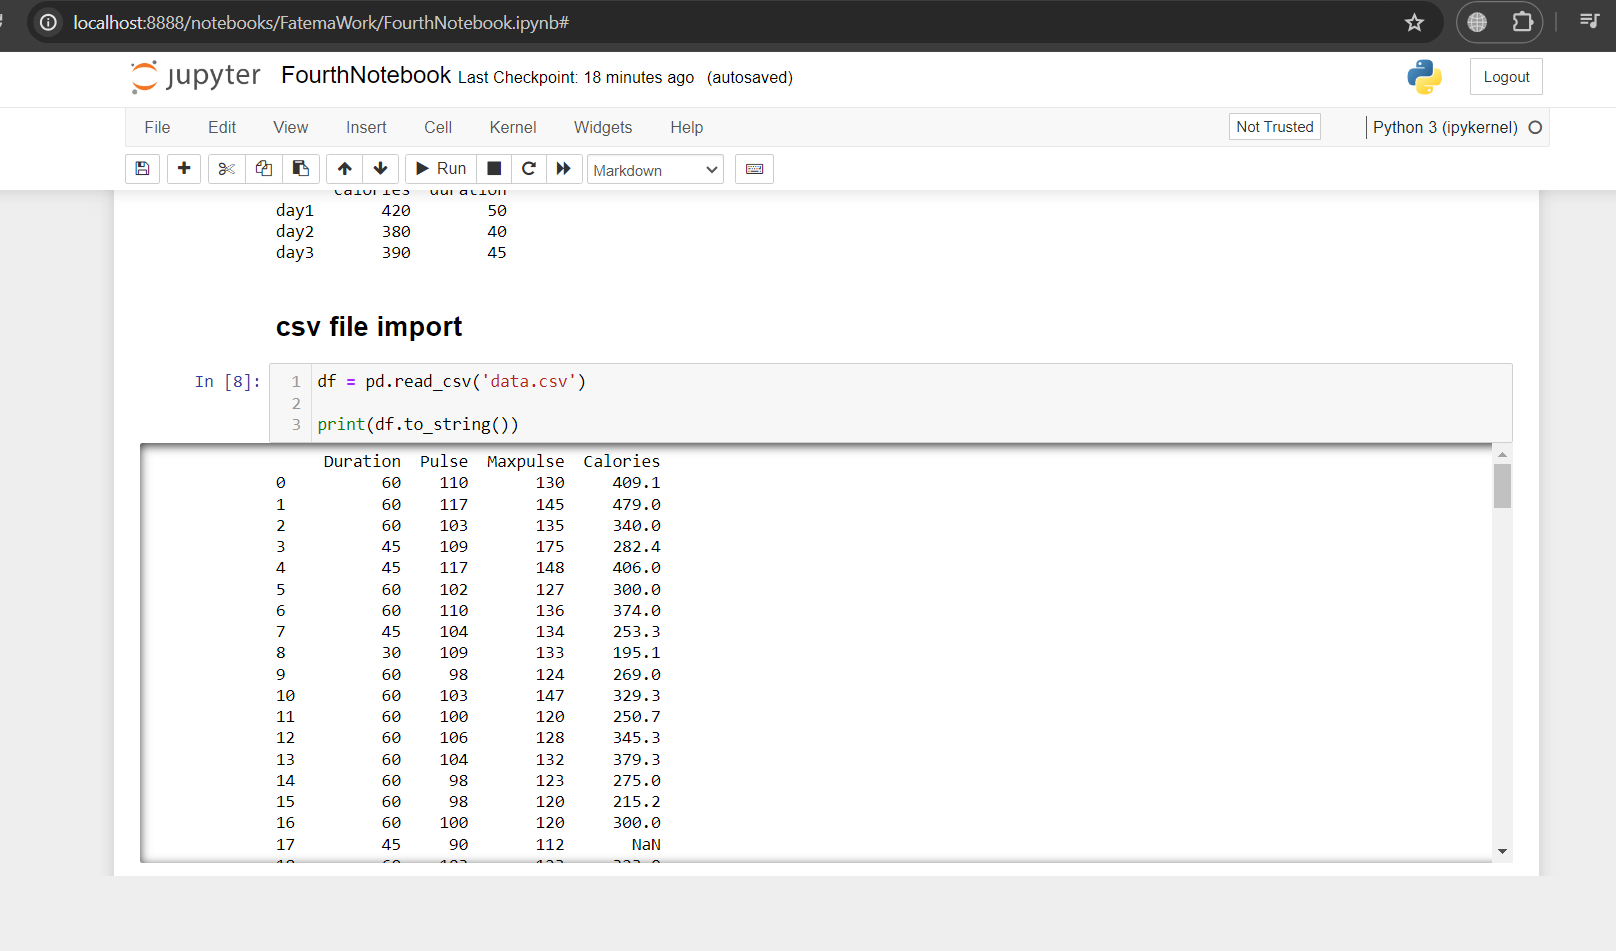 localhost:8888/notebooks/FatemaWork/FourthNotebook.ipynb#
jupyter FourthNotebook Last Checkpoint: 18 minutes ago (autosaved) Logout
File Edit View Insert Cell Kernel Widgets Help Not Trusted Python 3 (ipykernel)
Run Markdown
calories duration
day1 420 50
day2 380 40
day3 390 45
csv file import
In [8]: 1 df = pd.read_csv('data.csv')
2
3 print(df.to_string())
Duration Pulse Maxpulse Calories
0 60 110 130 409.1
1 60 117 145 479.0
2 60 103 135 340.0
3 45 109 175 282.4
4 45 117 148 406.0
5 60 102 127 300.0
6 60 110 136 374.0
7 45 104 134 253.3
8 30 109 133 195.1
9 60 98 124 269.0
10 60 103 147 329.3
11 60 100 120 250.7
12 60 106 128 345.3
13 60 104 132 379.3
14 60 98 123 275.0
15 60 98 120 215.2
16 60 100 120 300.0
17 45 90 112 NaN
18 60 103 123 323.0